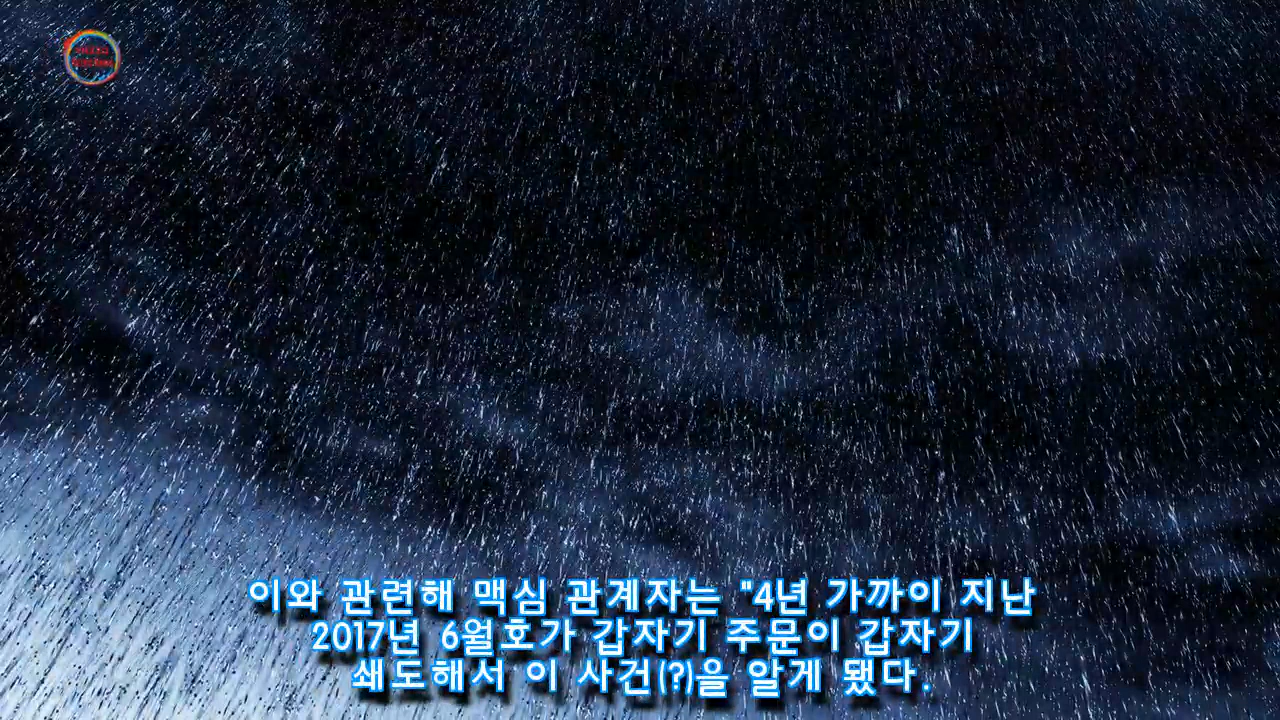 이와 관련해 맥심 관계자는 "4년 가까이 지난
2017년 6월호가 갑자기 주문이 갑자기
쇄도해서 이 사건(?)을 알게 됐다.